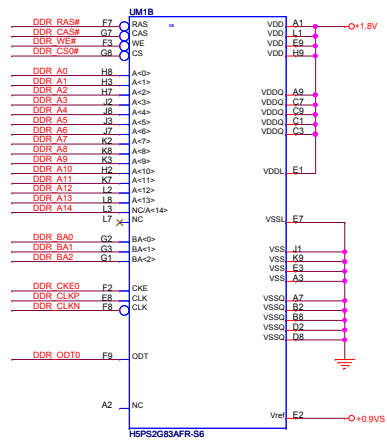 UM1B
DDR_RAS# F7 RAS VDD A1 +1.8V
DDR_CAS# G7 CAS VDD L1
DDR_WE# F3 WE VDD E9
DDR_CS0# G8 CS VDD H9
DDR_A0 H8 A<0>
DDR_A1 H3 A<1>
DDR_A2 H7 A<2> VDDQ A9
DDR_A3 J2 A<3> VDDQ C7
DDR_A4 J8 A<4> VDDQ C9
DDR_A5 J3 A<5> VDDQ C1
DDR_A6 J7 A<6> VDDQ C3
DDR_A7 K2 A<7>
DDR_A8 K8 A<8>
DDR_A9 K3 A<9>
DDR_A10 H2 A<10> VDDL E1
DDR_A11 K7 A<11>
DDR_A12 L2 A<12>
DDR_A13 L8 A<13>
DDR_A14 L3 NC/A<14>
L7 NC VSSL E7
DDR_BA0 G2 BA<0>
DDR_BA1 G3 BA<1> VSS J1
DDR_BA2 G1 BA<2> VSS K9
VSS E3
VSS A3
DDR_CKE0 F2 CKE
DDR_CLKP E8 CLK VSSQ A7
DDR_CLKN F8 CLK VSSQ B2
VSSQ B8
VSSQ D2
VSSQ D8
DDR_ODT0 F9 ODT
A2 NC
Vref E2 +0.9VS
H5PS2G83AFR-S6